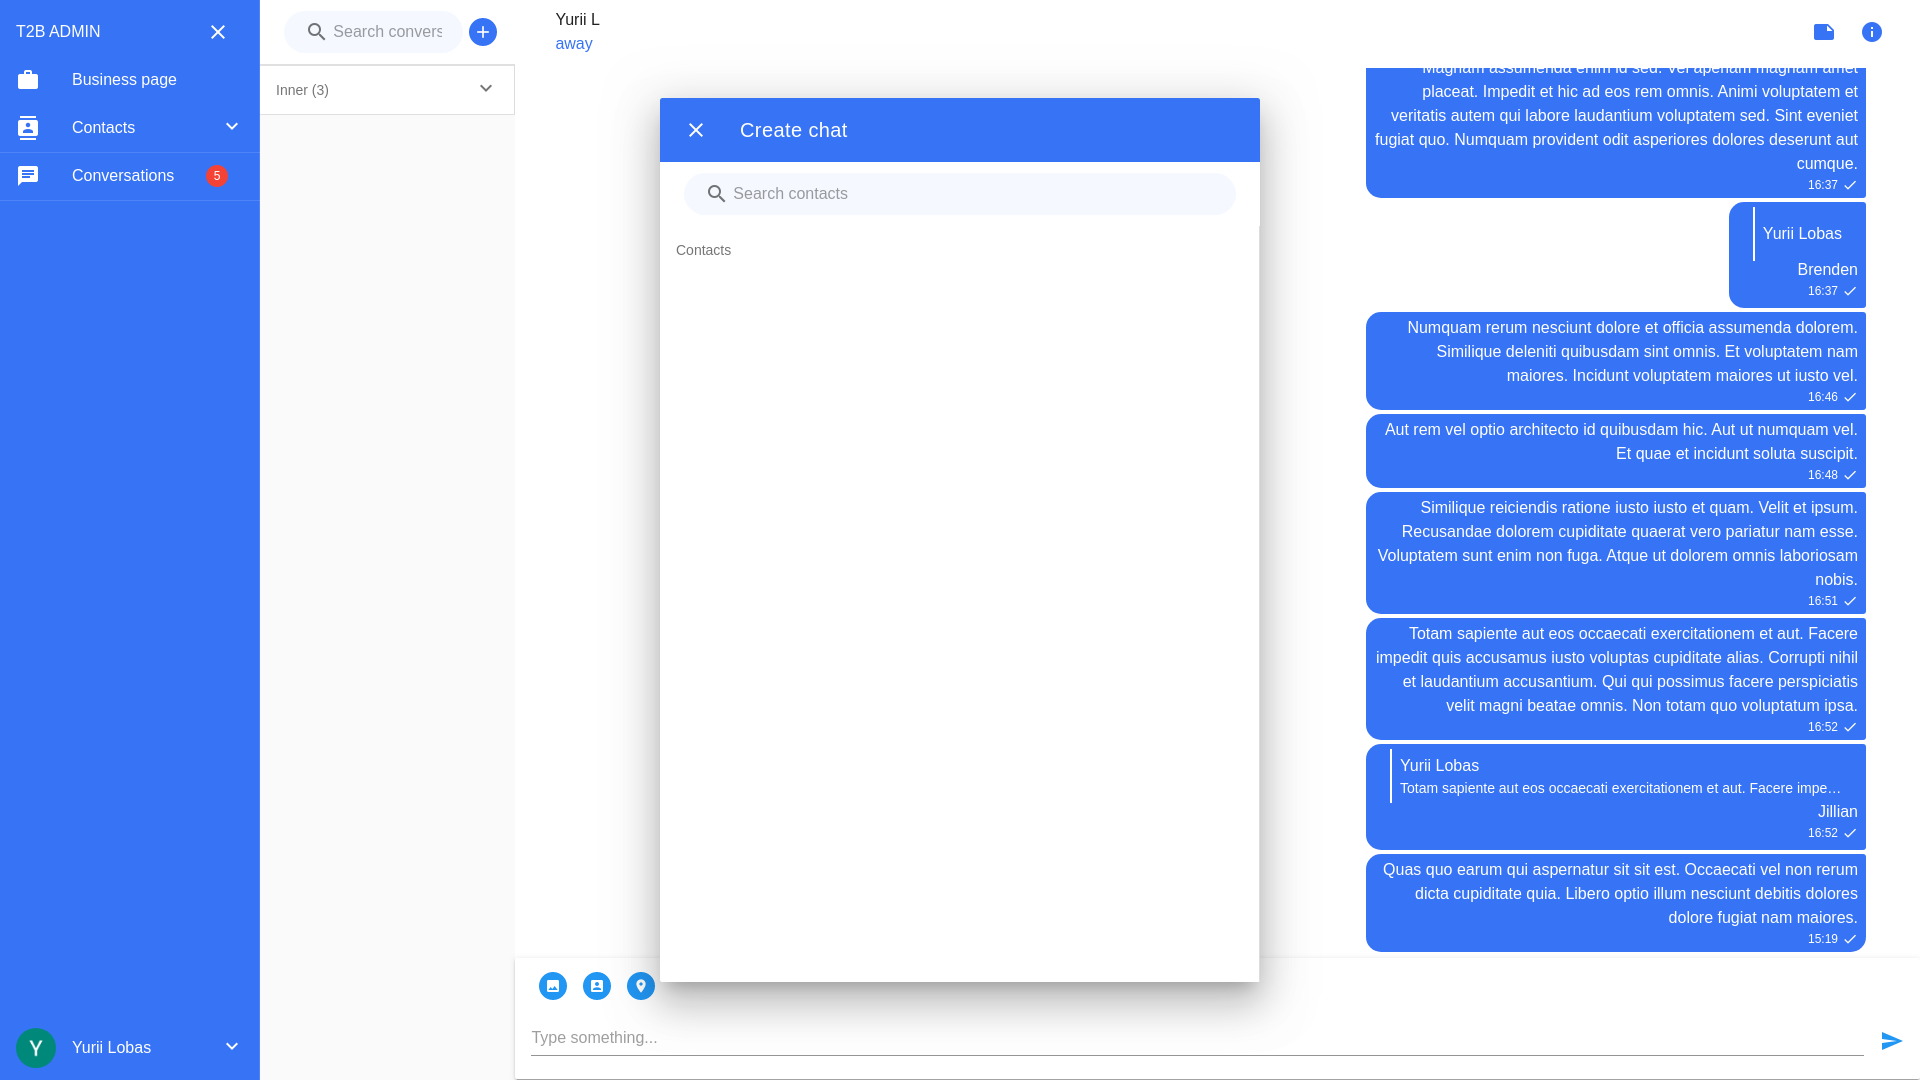 T2B ADMIN
Business page
Contacts
Conversations
5
Yurii Lobas
Search convers
Inner (3)
Yurii L
away
Create chat
Search contacts
Contacts
Magnam assumenda enim id sed. Vel aperiam magnam amet
placeat. Impedit et hic ad eos rem omnis. Animi voluptatem et
veritatis autem qui labore laudantium voluptatem sed. Sint eveniet
fugiat quo. Numquam provident odit asperiores dolores deserunt aut
cumque.
16:37
Yurii Lobas
Brenden
16:37
Numquam rerum nesciunt dolore et officia assumenda dolorem.
Similique deleniti quibusdam sint omnis. Et voluptatem nam
maiores. Incidunt voluptatem maiores ut iusto vel.
16:46
Aut rem vel optio architecto id quibusdam hic. Aut ut numquam vel.
Et quae et incidunt soluta suscipit.
16:48
Similique reiciendis ratione iusto iusto et quam. Velit et ipsum.
Recusandae dolorem cupiditate quaerat vero pariatur nam esse.
Voluptatem sunt enim non fuga. Atque ut dolorem omnis laboriosam
nobis.
16:51
Totam sapiente aut eos occaecati exercitationem et aut. Facere
impedit quis accusamus iusto voluptas cupiditate alias. Corrupti nihil
et laudantium accusantium. Qui qui possimus facere perspiciatis
velit magni beatae omnis. Non totam quo voluptatum ipsa.
16:52
Yurii Lobas
Totam sapiente aut eos occaecati exercitationem et aut. Facere impe…
Jillian
16:52
Quas quo earum qui aspernatur sit sit est. Occaecati vel non rerum
dicta cupiditate quia. Libero optio illum nesciunt debitis dolores
dolore fugiat nam maiores.
15:19
Type something...
Y